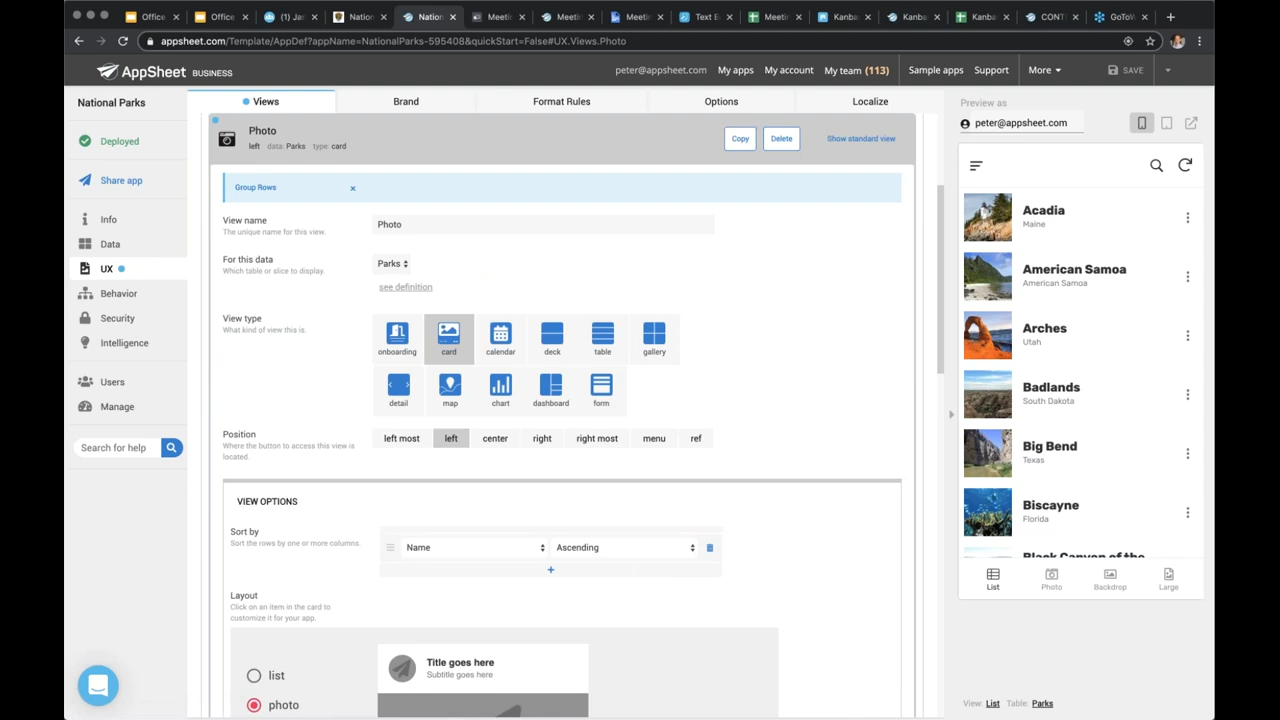 Office
Office
(1) Ja
Nation
Nation
Meeti
Meetin
Meetin
Text E
Meetin
Kanba
Kanba
Kanba
CONT
GoToW
appsheet.com/Template/AppDef?appName=NationalParks-595408&quickStart=False#UX.Views.Photo
AppSheet BUSINESS
peter@appsheet.com
My apps
My account
My team (113)
Sample apps
Support
More
SAVE
National Parks
Views
Brand
Format Rules
Options
Localize
Preview as
peter@appsheet.com
Deployed
Share app
Info
Data
UX
Behavior
Security
Intelligence
Users
Manage
Search for help
Photo
left data: Parks type: card
Copy
Delete
Show standard view
Group Rows
View name
The unique name for this view.
Photo
For this data
Which table or slice to display.
Parks
see definition
View type
What kind of view this is.
onboarding
card
calendar
deck
table
gallery
detail
map
chart
dashboard
form
Position
Where the button to access this view is
located.
left most
left
center
right
right most
menu
ref
VIEW OPTIONS
Sort by
Sort the rows by one or more columns.
Name
Ascending
Layout
Click on an item in the card to
customize it for your app.
list
photo
Title goes here
Subtitle goes here
Acadia
Maine
American Samoa
American Samoa
Arches
Utah
Badlands
South Dakota
Big Bend
Texas
Biscayne
Florida
Black Canyon of the
List
Photo
Backdrop
Large
View: List Table: Parks